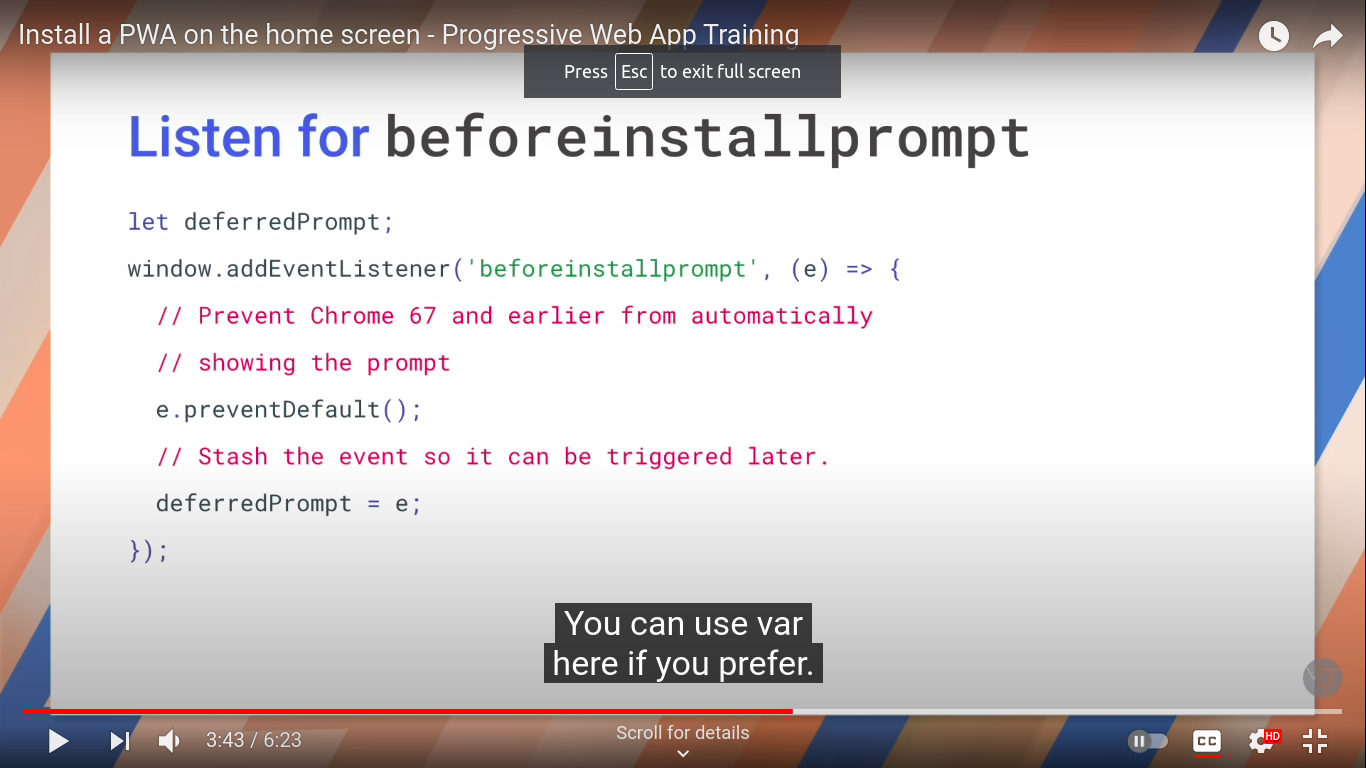 Install a PWA on the home screen - Progressive Web App Training
Press Esc to exit full screen
Listen for beforeinstallprompt
let deferredPrompt;
window.addEventListener('beforeinstallprompt', (e) => {
// Prevent Chrome 67 and earlier from automatically
// showing the prompt
e.preventDefault();
// Stash the event so it can be triggered later.
deferredPrompt = e;
});
You can use var
here if you prefer.
3:43 / 6:23
Scroll for details
CC
HD